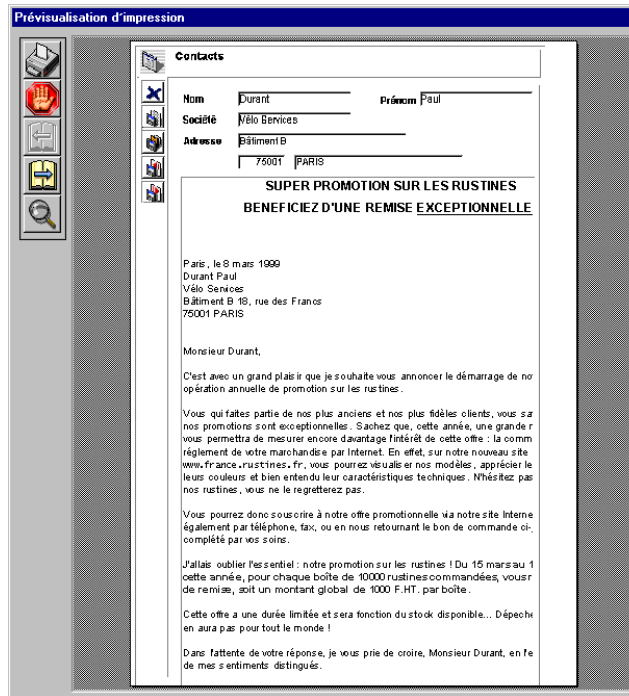 Prévisualisation d'impression
Contacts
Nom Durant Prénom Paul
Société Vélo Services
Adresse Bâtiment B
75001 PARIS
SUPER PROMOTION SUR LES RUSTINES
BENEFICIEZ D'UNE REMISE EXCEPTIONNELLE
Paris, le 8 mars 1999
Durant Paul
Vélo Services
Bâtiment B 18, rue des Francs
75001 PARIS
Monsieur Durant,
C'est avec un grand plaisir que je souhaite vous annoncer le démarrage de no
opération annuelle de promotion sur les rustines.
Vous qui faites partie de nos plus anciens et nos plus fidèles clients, vous sa
nos promotions sont exceptionnelles. Sachez que, cette année, une grande r
vous permettra de mesurer encore davantage l'intérêt de cette offre : la comm
réglement de votre marchandise par Internet. En effet, sur notre nouveau site
www.france.rustines.fr, vous pourrez visualiser nos modèles, apprécier le
leurs couleurs et bien entendu leur caractéristiques techniques. N'hésitez pas
nos rustines, vous ne le regretterez pas.
Vous pourrez donc souscrire à notre offre promotionnelle via notre site Interne
également par téléphone, fax, ou en nous retournant le bon de commande ci-
complété par vos soins.
J'allais oublier l'essentiel : notre promotion sur les rustines ! Du 15 mars au 1
cette année, pour chaque boîte de 10000 rustines commandées, vous r
de remise, soit un montant global de 1000 F.HT. par boîte.
Cette offre a une durée limitée et sera fonction du stock disponible... Dépeche
en aura pas pour tout le monde !
Dans l'attente de votre réponse, je vous prie de croire, Monsieur Durant, en l'e
de mes sentiments distingués.